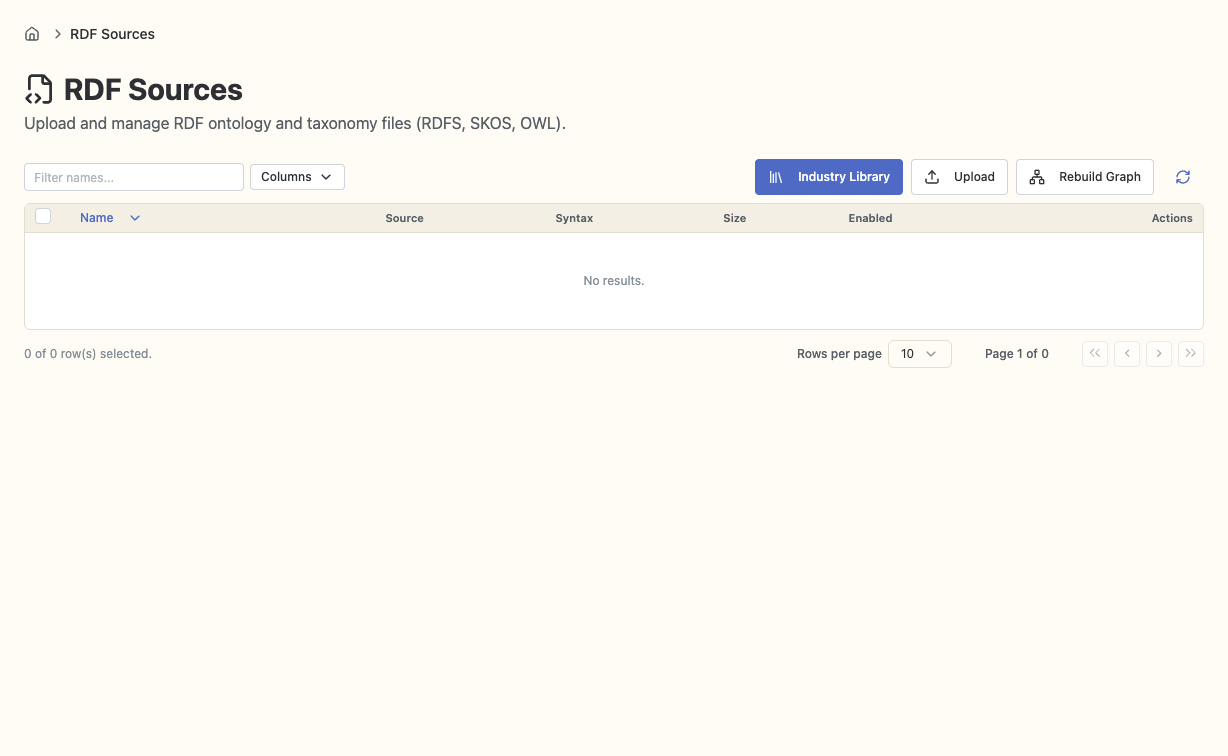 RDF Sources
RDF Sources
Upload and manage RDF ontology and taxonomy files (RDFS, SKOS, OWL).
Filter names...
Columns
Industry Library
Upload
Rebuild Graph
Name Source Syntax Size Enabled Actions
No results.
0 of 0 row(s) selected.
Rows per page 10 Page 1 of 0